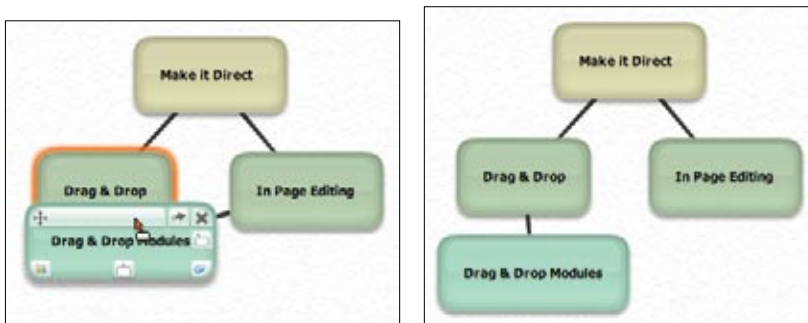 Make it Direct
Drag & Drop
In Page Editing
Drag & Drop Modules
Make it Direct
Drag & Drop
In Page Editing
Drag & Drop Modules